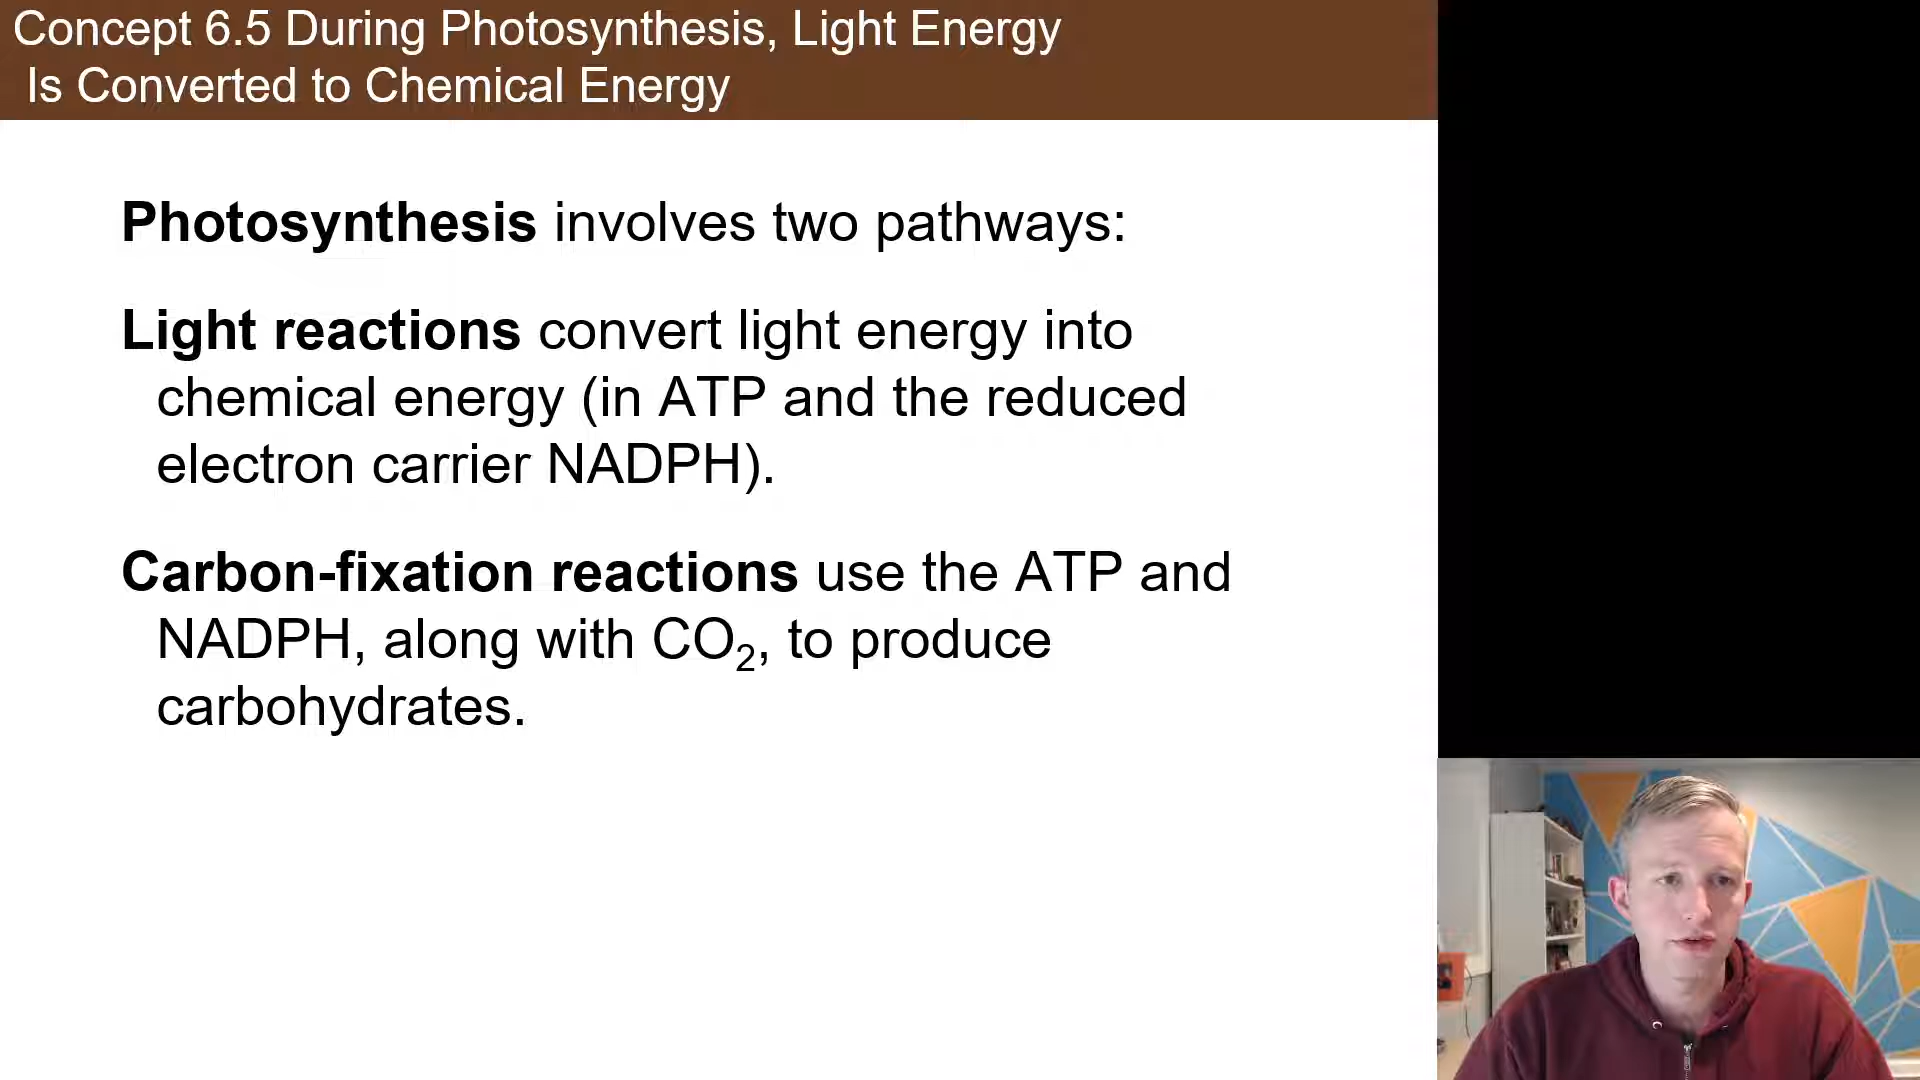 Concept 6.5 During Photosynthesis, Light Energy
Is Converted to Chemical Energy
Photosynthesis involves two pathways:
Light reactions convert light energy into
chemical energy (in ATP and the reduced
electron carrier NADPH).
Carbon-fixation reactions use the ATP and
NADPH, along with CO₂, to produce
carbohydrates.